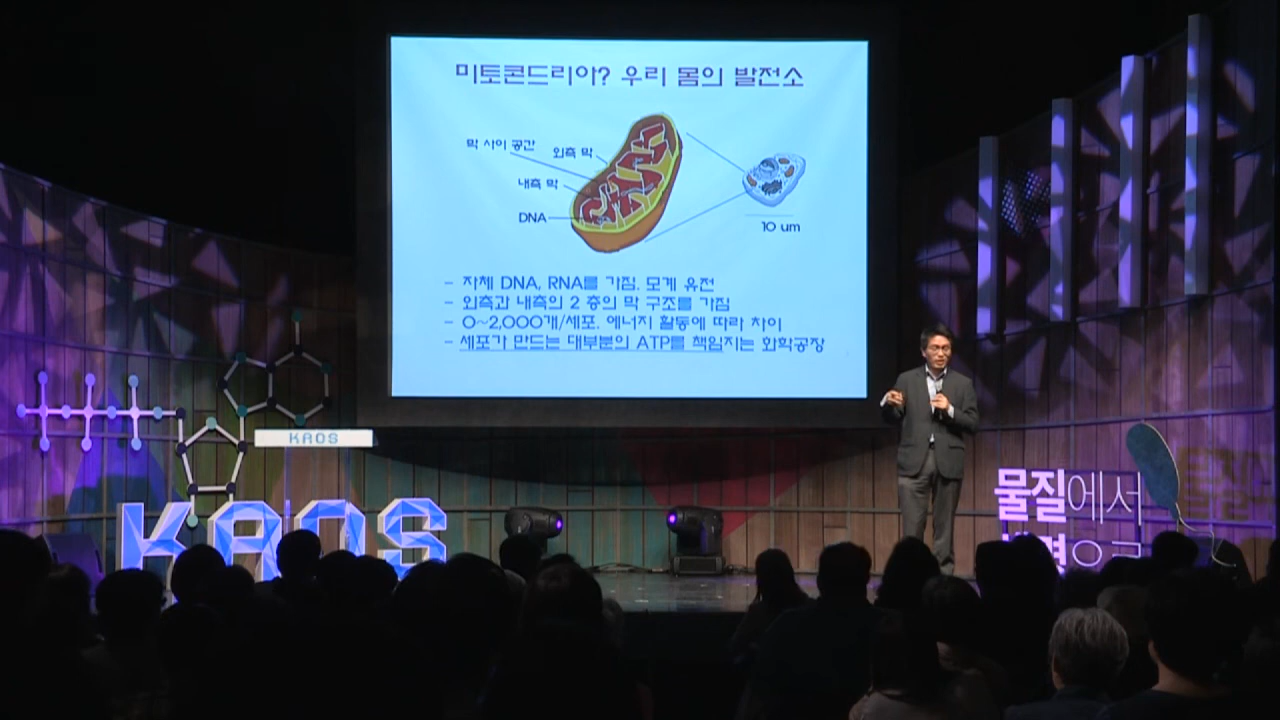 미토콘드리아? 우리 몸의 발전소
막 사이 공간
외측 막
내측 막
DNA
10 um
- 자체 DNA, RNA를 가짐. 모계 유전
- 외측과 내측의 2 중의 막 구조를 가짐
- 0~2,000개/세포. 에너지 활동에 따라 차이
- 세포가 만드는 대부분의 ATP를 책임지는 화학공장
KAOS
KAOS
물질에서